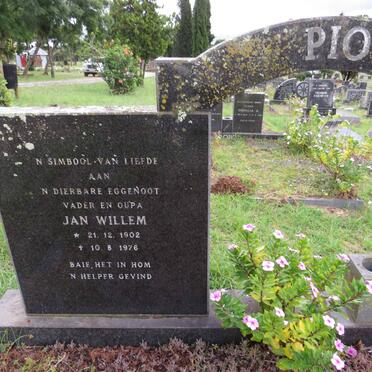 PIO
'N SIMBOOL VAN LIEFDE
AAN
'N DIERBARE EGGENOOT
VADER EN OUPA
JAN WILLEM
* 21. 12. 1902
+ 10. 8 1976
BAIE HET IN HOM
'N HELPER GEVIND